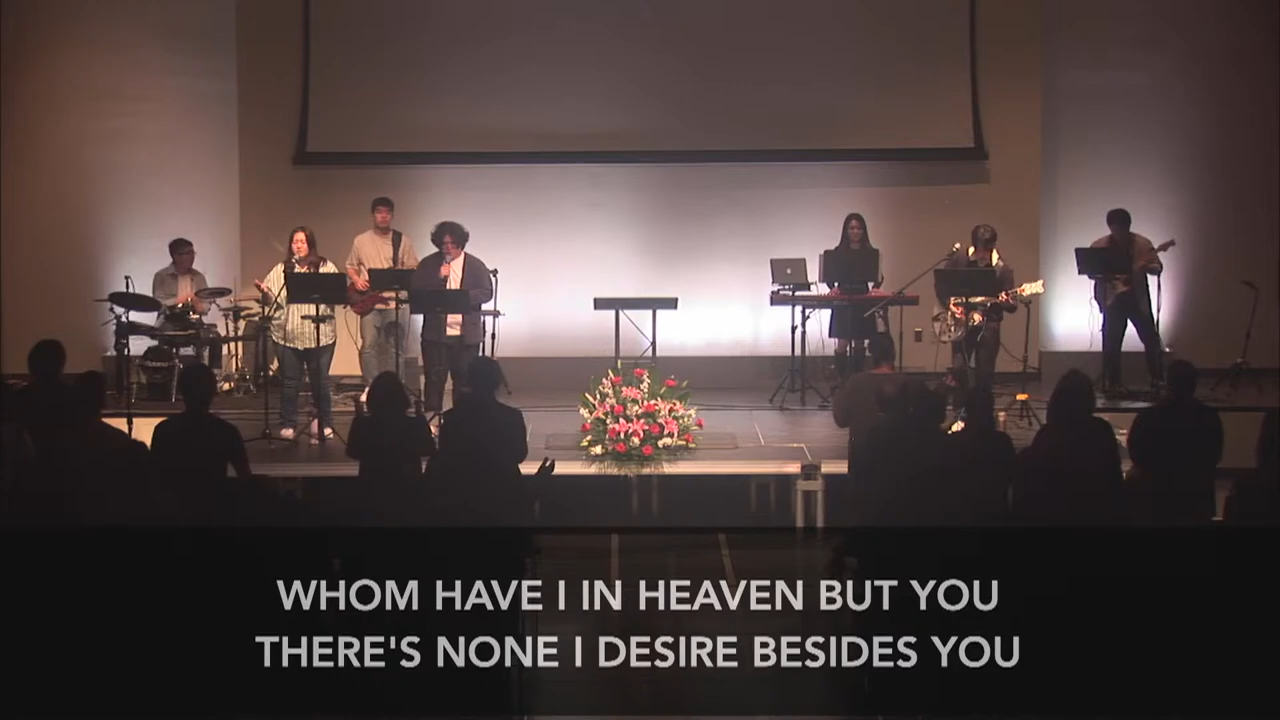 WHOM HAVE I IN HEAVEN BUT YOU
THERE'S NONE I DESIRE BESIDES YOU